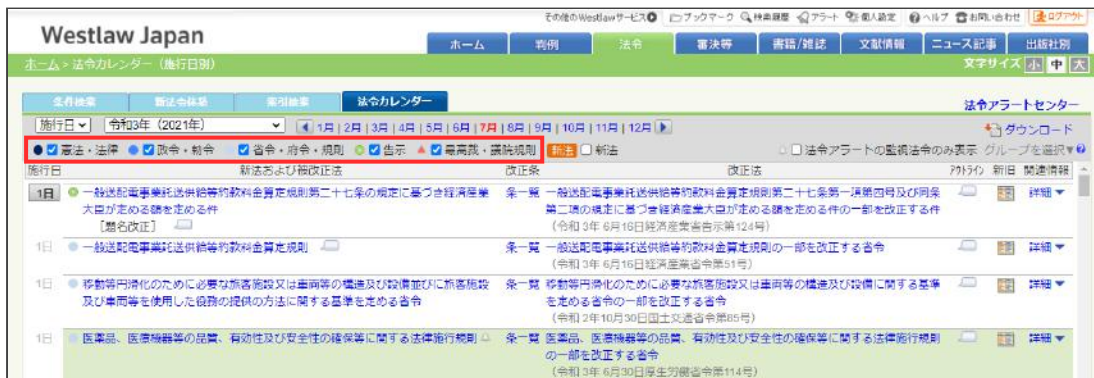 その他のWestlawサービス ブックマーク 検索履歴 アラート 個人設定 ヘルプ お問い合わせ ログアウト
Westlaw Japan
ホーム 判例 法令 審決等 書籍/雑誌 文献情報 ニュース記事 出版社別
ホーム > 法令カレンダー（施行日別） 文字サイズ 小 中 大
条件検索 新法令体系 索引検索 法令カレンダー 法令アラートセンター
施行日 令和3年（2021年） 1月 | 2月 | 3月 | 4月 | 5月 | 6月 | 7月 | 8月 | 9月 | 10月 | 11月 | 12月 ダウンロード
憲法・法律 政令・勅令 省令・府令・規則 告示 最高裁・議院規則 新法 新法 法令アラートの監視法令のみ表示 グループを選択▼
施行日 新法および被改正法 改正条 改正法 アウトライン 新旧 関連情報
1日 一般送配電事業託送供給等約款料金算定規則第二十七条の規定に基づき経済産業 条一覧 一般送配電事業託送供給等約款料金算定規則第二十七条第一項第四号及び同条
大臣が定める額を定める件 第二項の規定に基づき経済産業大臣が定める額を定める件の一部を改正する件 詳細
［題名改正］ （令和 3年 6月16日経済産業省告示第124号）
1日 一般送配電事業託送供給等約款料金算定規則 条一覧 一般送配電事業託送供給等約款料金算定規則の一部を改正する省令 詳細
（令和 3年 6月16日経済産業省令第51号）
1日 移動等円滑化のために必要な旅客施設又は車両等の構造及び設備並びに旅客施設 条一覧 移動等円滑化のために必要な旅客施設又は車両等の構造及び設備に関する基準 詳細
及び車両等を使用した役務の提供の方法に関する基準を定める省令 を定める省令の一部を改正する省令
（令和 2年10月30日国土交通省令第85号）
1日 医薬品、医療機器等の品質、有効性及び安全性の確保等に関する法律施行規則 条一覧 医薬品、医療機器等の品質、有効性及び安全性の確保等に関する法律施行規則 詳細
の一部を改正する省令
（令和 3年 6月30日厚生労働省令第114号）